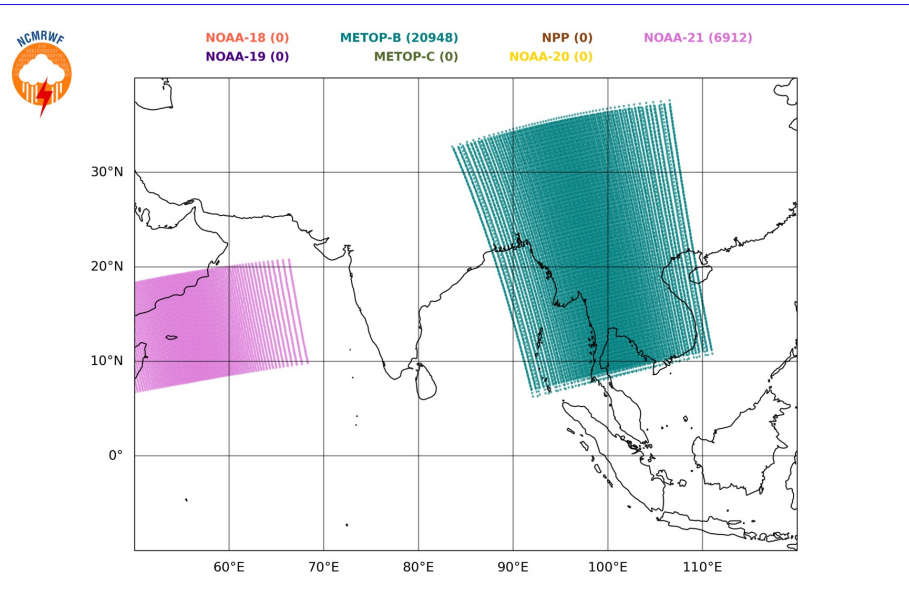 NCMRWF
NOAA-18 (0) METOP-B (20948) NPP (0) NOAA-21 (6912)
NOAA-19 (0) METOP-C (0) NOAA-20 (0)
30°N
20°N
10°N
0°
60°E 70°E 80°E 90°E 100°E 110°E